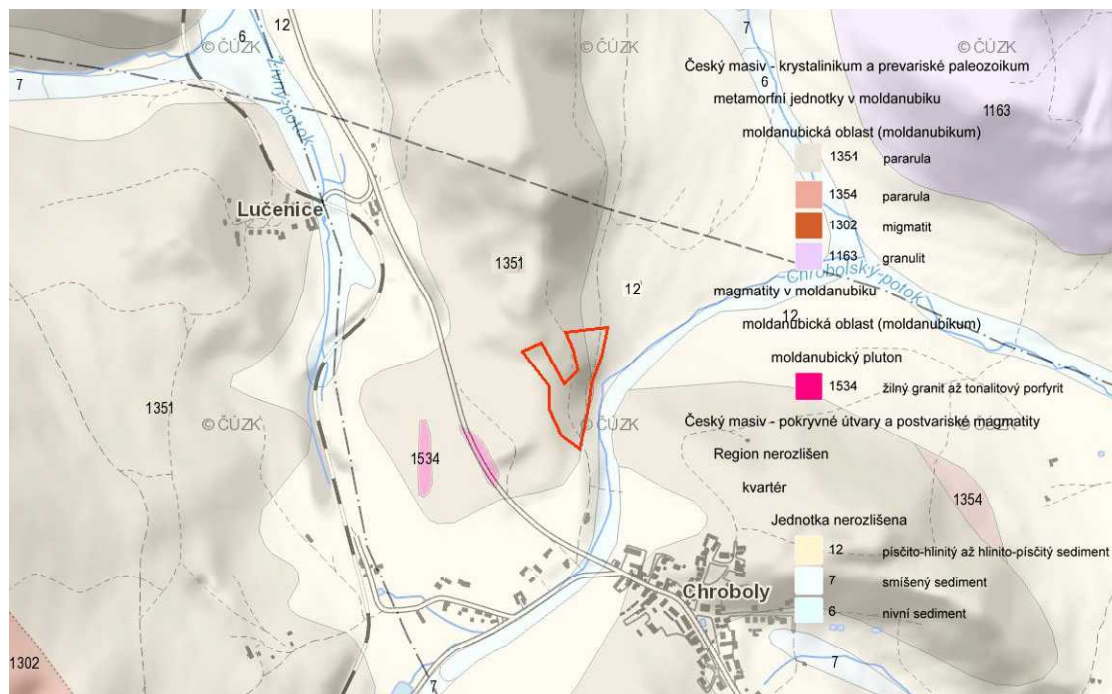 12
6
© ČÚZK
© ČÚZK
7
© ČÚZK
7
Živný-potok
6
Český masiv - krystalinikum a prevariské paleozoikum
metamorfní jednotky v moldanubiku
1163
moldanubická oblast (moldanubikum)
1351 pararula
1354 pararula
Lučenice
1302 migmatit
1163 granulit
1351
Chrobolský-potok
12
magmatity v moldanubiku
12
moldanubická oblast (moldanubikum)
moldanubický pluton
1534 žilný granit až tonalitový porfyrit
1351
© ČÚZK
© ČÚZK
© ČÚZK
Český masiv - pokryvné útvary a postvariské magmatity
Region nerozlišen
1534
kvartér
1354
Jednotka nerozlišena
12 písčito-hlinitý až hlinito-písčitý sediment
7 smíšený sediment
Chroboly
6 nivní sediment
1302
7
7